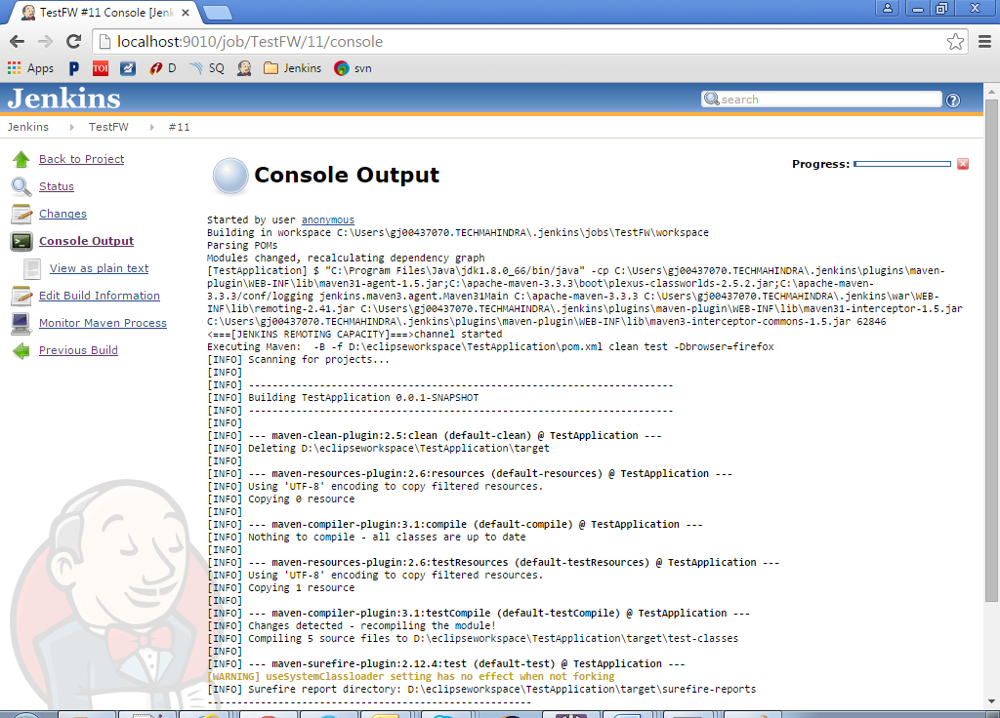 TestFW #11 Console [Jenk
localhost:9010/job/TestFW/11/console
Apps P TOI D SQ Jenkins svn
Jenkins
search
?
Jenkins TestFW #11
Back to Project
Status
Changes
Console Output
View as plain text
Edit Build Information
Monitor Maven Process
Previous Build
Console Output
Progress:
Started by user anonymous
Building in workspace C:\Users\gj00437070.TECHMAHINDRA\.jenkins\jobs\TestFW\workspace
Parsing POMs
Modules changed, recalculating dependency graph
[TestApplication] $ "C:\Program Files\Java\jdk1.8.0_66/bin/java" -cp C:\Users\gj00437070.TECHMAHINDRA\.jenkins\plugins\maven-
plugin\WEB-INF\lib\maven31-agent-1.5.jar;C:\apache-maven-3.3.3\boot\plexus-classworlds-2.5.2.jar;C:\apache-maven-
3.3.3/conf/logging jenkins.maven3.agent.Maven31Main C:\apache-maven-3.3.3 C:\Users\gj00437070.TECHMAHINDRA\.jenkins\war\WEB-
INF\lib\remoting-2.41.jar C:\Users\gj00437070.TECHMAHINDRA\.jenkins\plugins\maven-plugin\WEB-INF\lib\maven31-interceptor-1.5.jar
C:\Users\gj00437070.TECHMAHINDRA\.jenkins\plugins\maven-plugin\WEB-INF\lib\maven3-interceptor-commons-1.5.jar 62846
<===[JENKINS REMOTING CAPACITY]===>channel started
Executing Maven:  -B -f D:\eclipseworkspace\TestApplication\pom.xml clean test -Dbrowser=firefox
[INFO] Scanning for projects...
[INFO]
[INFO] ------------------------------------------------------------------------
[INFO] Building TestApplication 0.0.1-SNAPSHOT
[INFO] ------------------------------------------------------------------------
[INFO]
[INFO] --- maven-clean-plugin:2.5:clean (default-clean) @ TestApplication ---
[INFO] Deleting D:\eclipseworkspace\TestApplication\target
[INFO]
[INFO] --- maven-resources-plugin:2.6:resources (default-resources) @ TestApplication ---
[INFO] Using 'UTF-8' encoding to copy filtered resources.
[INFO] Copying 0 resource
[INFO]
[INFO] --- maven-compiler-plugin:3.1:compile (default-compile) @ TestApplication ---
[INFO] Nothing to compile - all classes are up to date
[INFO]
[INFO] --- maven-resources-plugin:2.6:testResources (default-testResources) @ TestApplication ---
[INFO] Using 'UTF-8' encoding to copy filtered resources.
[INFO] Copying 1 resource
[INFO]
[INFO] --- maven-compiler-plugin:3.1:testCompile (default-testCompile) @ TestApplication ---
[INFO] Changes detected - recompiling the module!
[INFO] Compiling 5 source files to D:\eclipseworkspace\TestApplication\target\test-classes
[INFO]
[INFO] --- maven-surefire-plugin:2.12.4:test (default-test) @ TestApplication ---
[WARNING] useSystemClassloader setting has no effect when not forking
[INFO] Surefire report directory: D:\eclipseworkspace\TestApplication\target\surefire-reports
-------------------------------------------------------